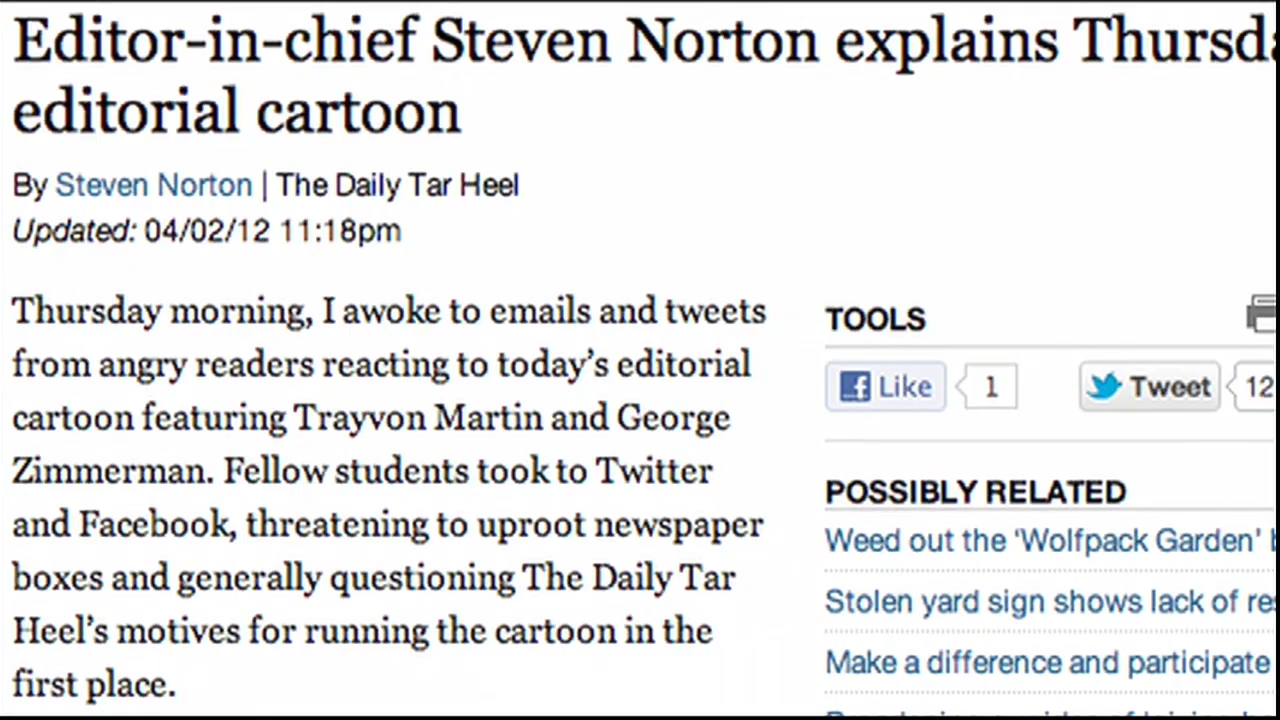 Editor-in-chief Steven Norton explains
editorial cartoon
By Steven Norton | The Daily Tar Heel
Updated: 04/02/12 11:18pm
Thursday morning, I awoke to emails and tweets
from angry readers reacting to today's editorial
cartoon featuring Trayvon Martin and George
Zimmerman. Fellow students took to Twitter
and Facebook, threatening to uproot newspaper
boxes and generally questioning The Daily Tar
Heel's motives for running the cartoon in the
first place.
TOOLS
Like 1 Tweet 12
POSSIBLY RELATED
Weed out the 'Wolfpack Garden'
Stolen yard sign shows lack of
Make a difference and participate